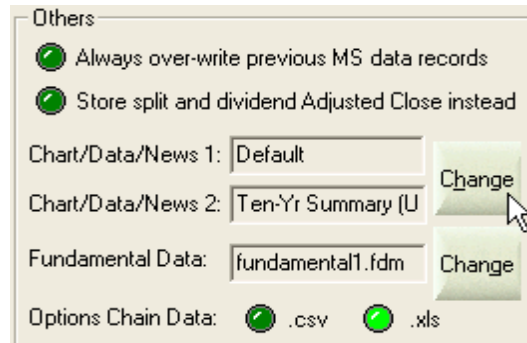 Others
Always over-write previous MS data records
Store split and dividend Adjusted Close instead
Chart/Data/News 1: Default
Change
Chart/Data/News 2: Ten-Yr Summary (U
Fundamental Data: fundamental1.fdm Change
Options Chain Data: .csv .xls